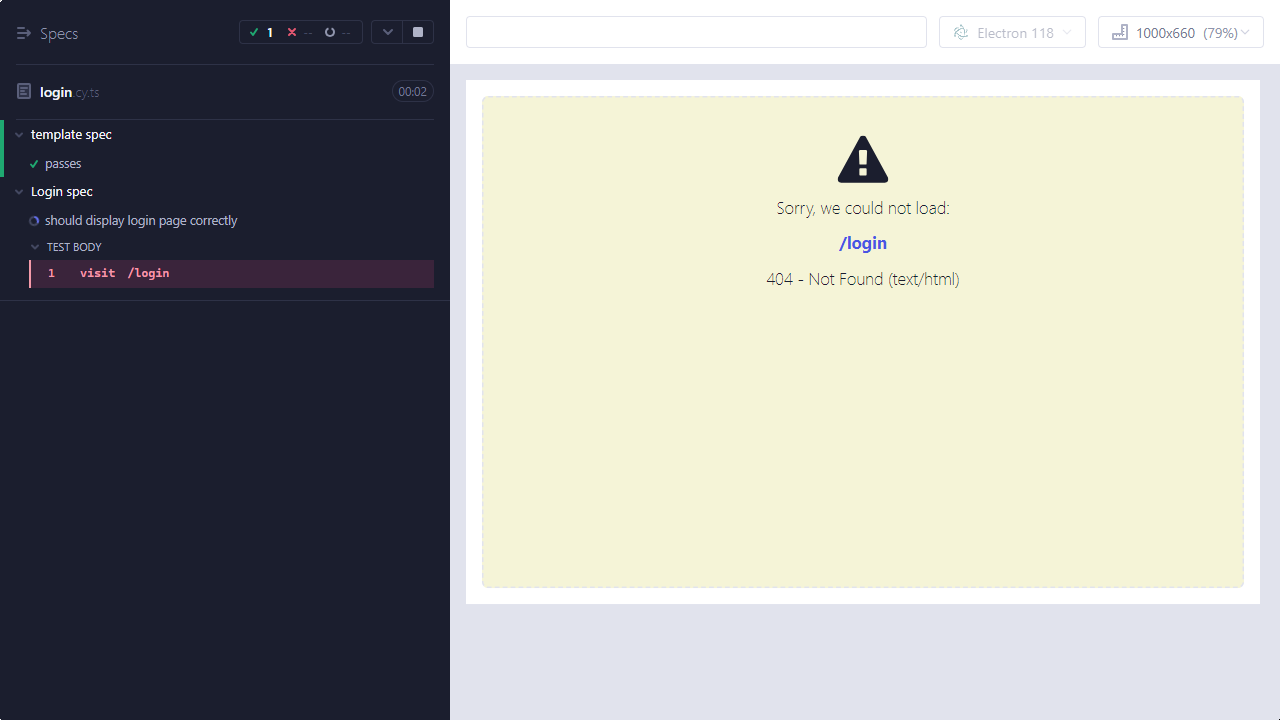 Specs
1 -- --
login.cy.ts 00:02
template spec
passes
Login spec
should display login page correctly
TEST BODY
1 visit /login
Electron 118
1000x660 (79%)
Sorry, we could not load:
/login
404 - Not Found (text/html)